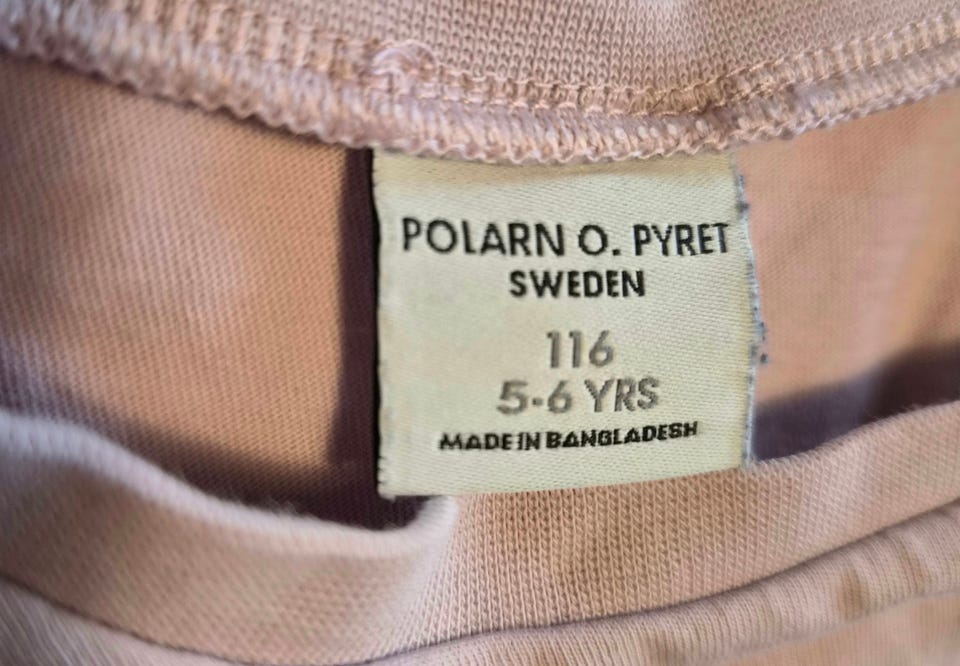 POLARN O. PYRET
SWEDEN
116
5-6 YRS
MADE IN BANGLADESH